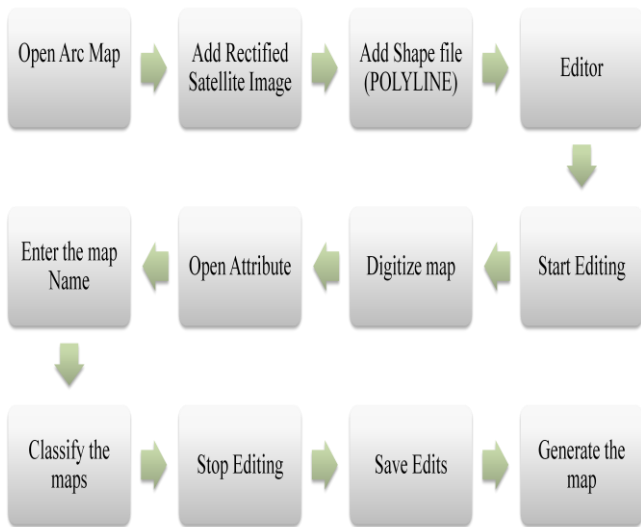 Open Arc Map
Add Rectified
Satellite Image
Add Shape file
(POLYLINE)
Editor
Start Editing
Digitize map
Open Attribute
Enter the map
Name
Classify the
maps
Stop Editing
Save Edits
Generate the
map